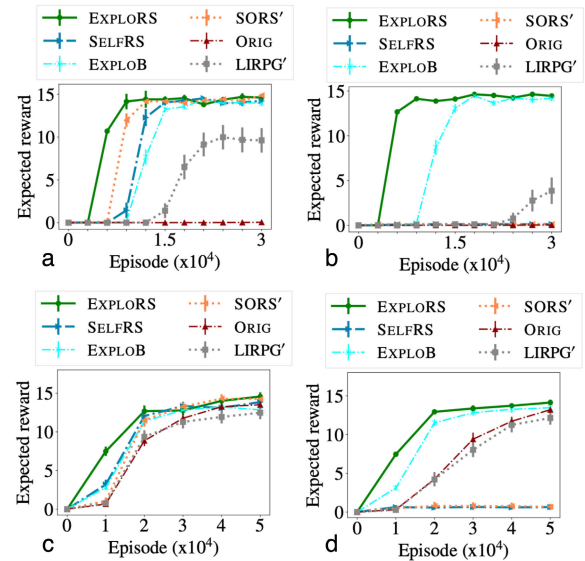 EXPLORS SORS′
SELFRS ORIG
EXPLOB LIRPG′
15
10
5
0
Expected reward
0 1.5 3
a
Episode (x10⁴)
EXPLORS SORS′
SELFRS ORIG
EXPLOB LIRPG′
15
10
5
0
Expected reward
0 1.5 3
b
Episode (x10⁴)
EXPLORS SORS′
SELFRS ORIG
EXPLOB LIRPG′
15
10
5
0
Expected reward
0 1 2 3 4 5
c
Episode (x10⁴)
EXPLORS SORS′
SELFRS ORIG
EXPLOB LIRPG′
15
10
5
0
Expected reward
0 1 2 3 4 5
d
Episode (x10⁴)